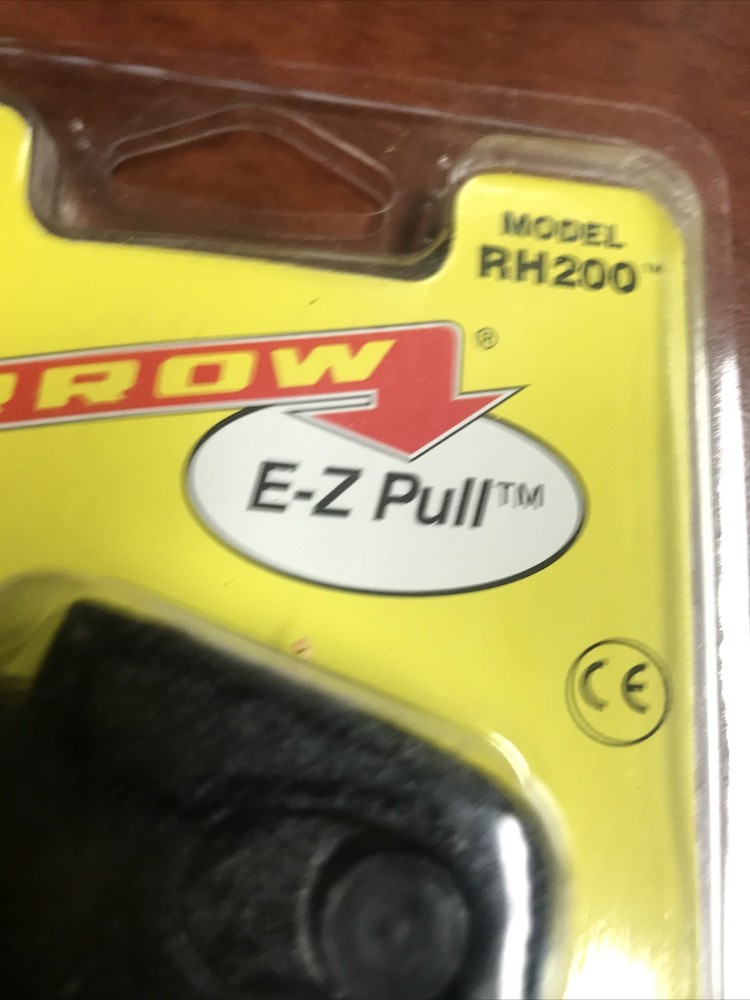 MODEL
RH200™
RROW®
E-Z Pull™
CE